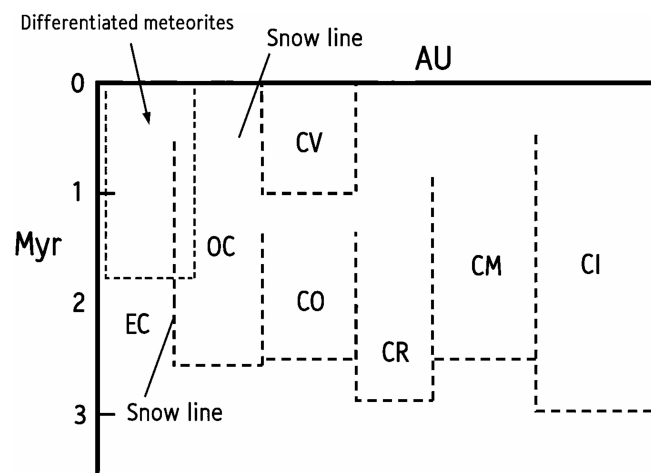 Differentiated meteorites
Snow line
AU
0
CV
1
Myr
OC
CM
CI
2
CO
EC
CR
Snow line
3